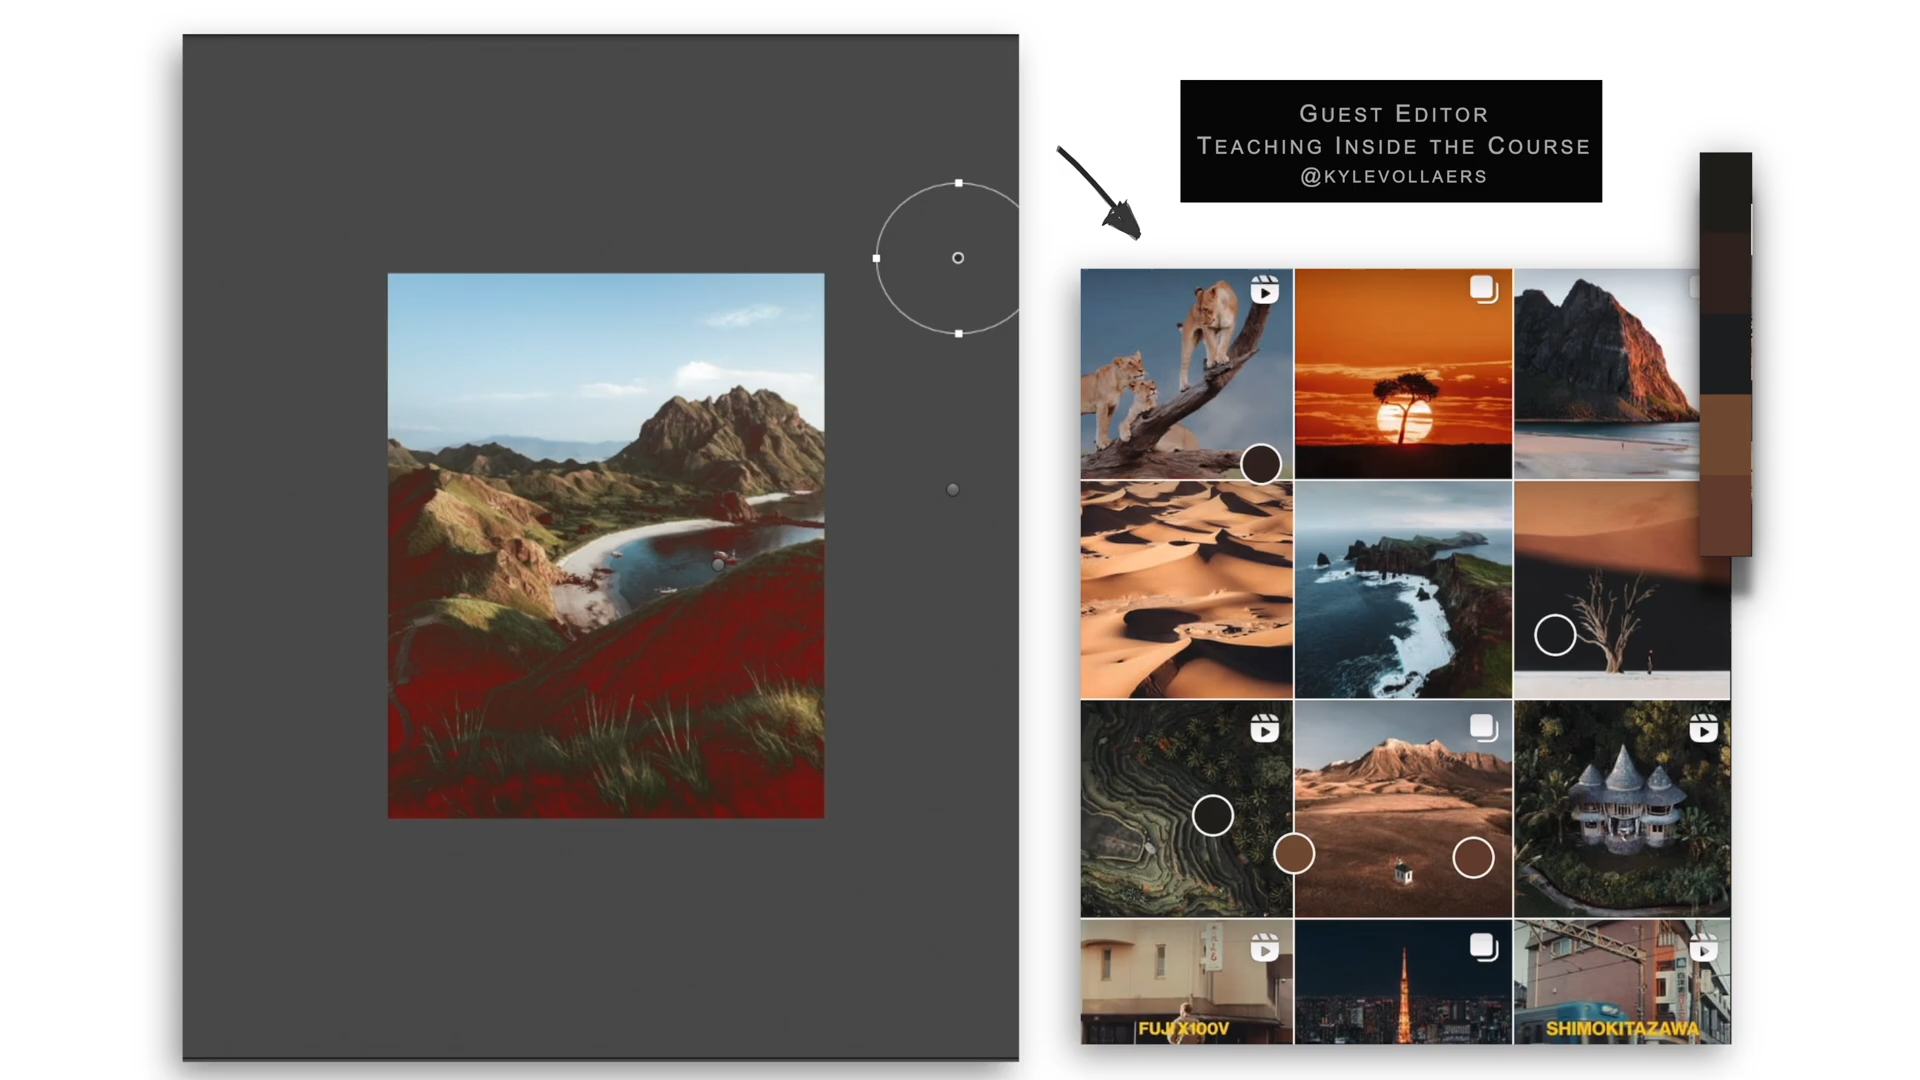 GUEST EDITOR
TEACHING INSIDE THE COURSE
@KYLEVOLLAERS
FUJIX100V
SHIMOKITAZAWA